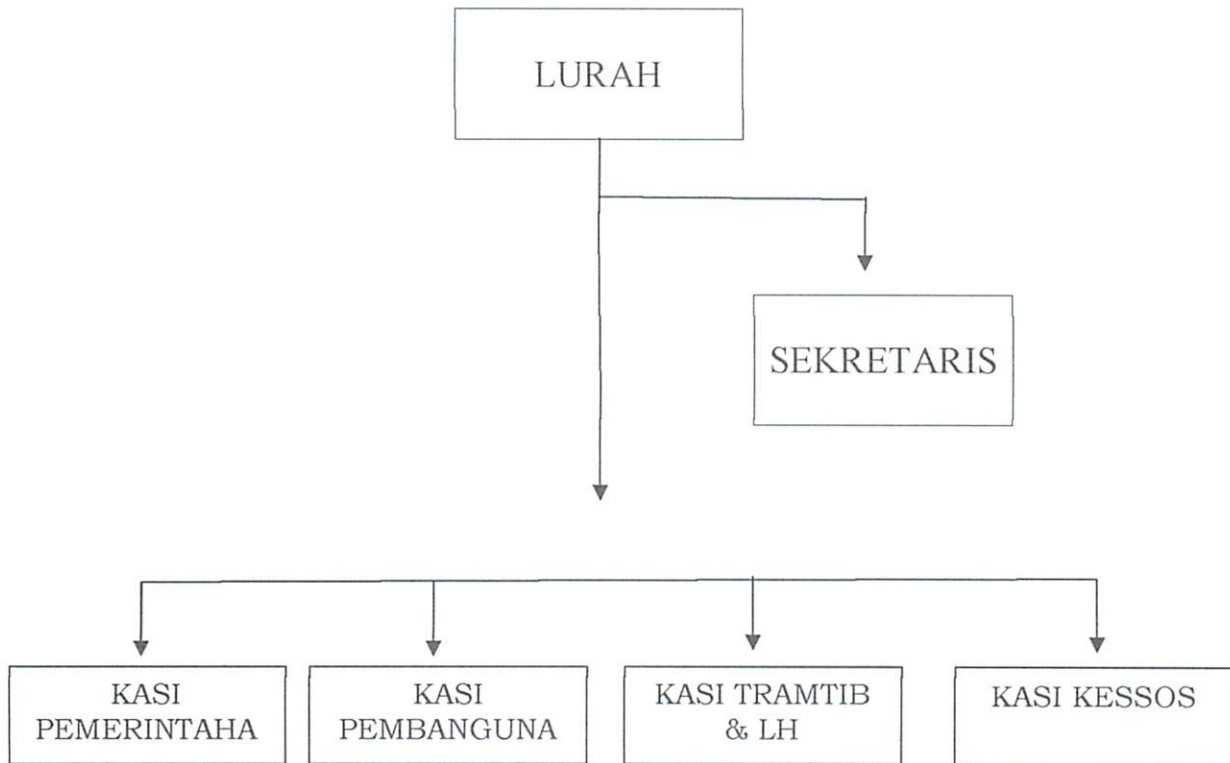 LURAH
SEKRETARIS
KASI
PEMERINTAHA
KASI
PEMBANGUNA
KASI TRAMTIB
& LH
KASI KESSOS